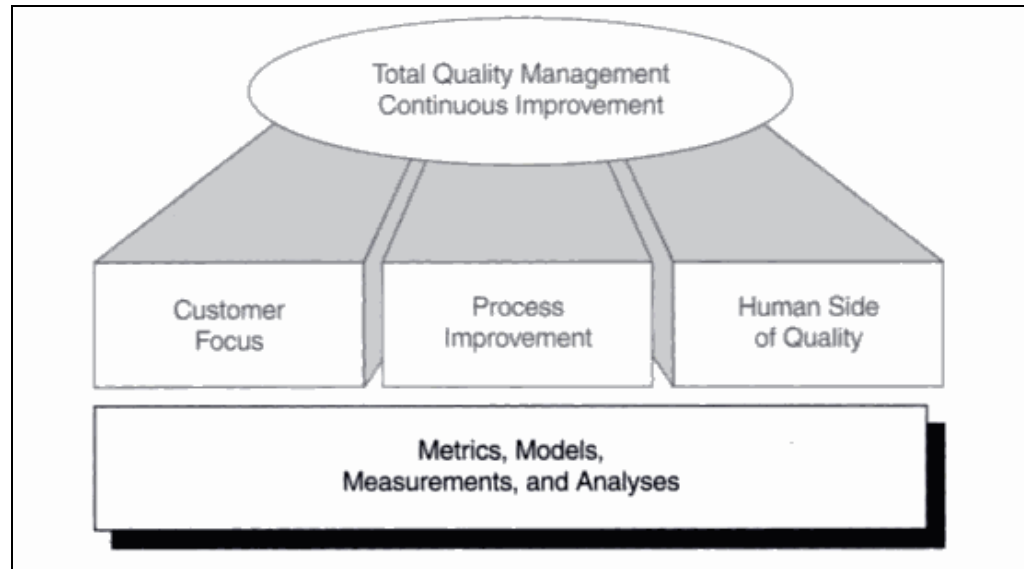 Total Quality Management
Continuous Improvement
Customer
Focus
Process
Improvement
Human Side
of Quality
Metrics, Models,
Measurements, and Analyses